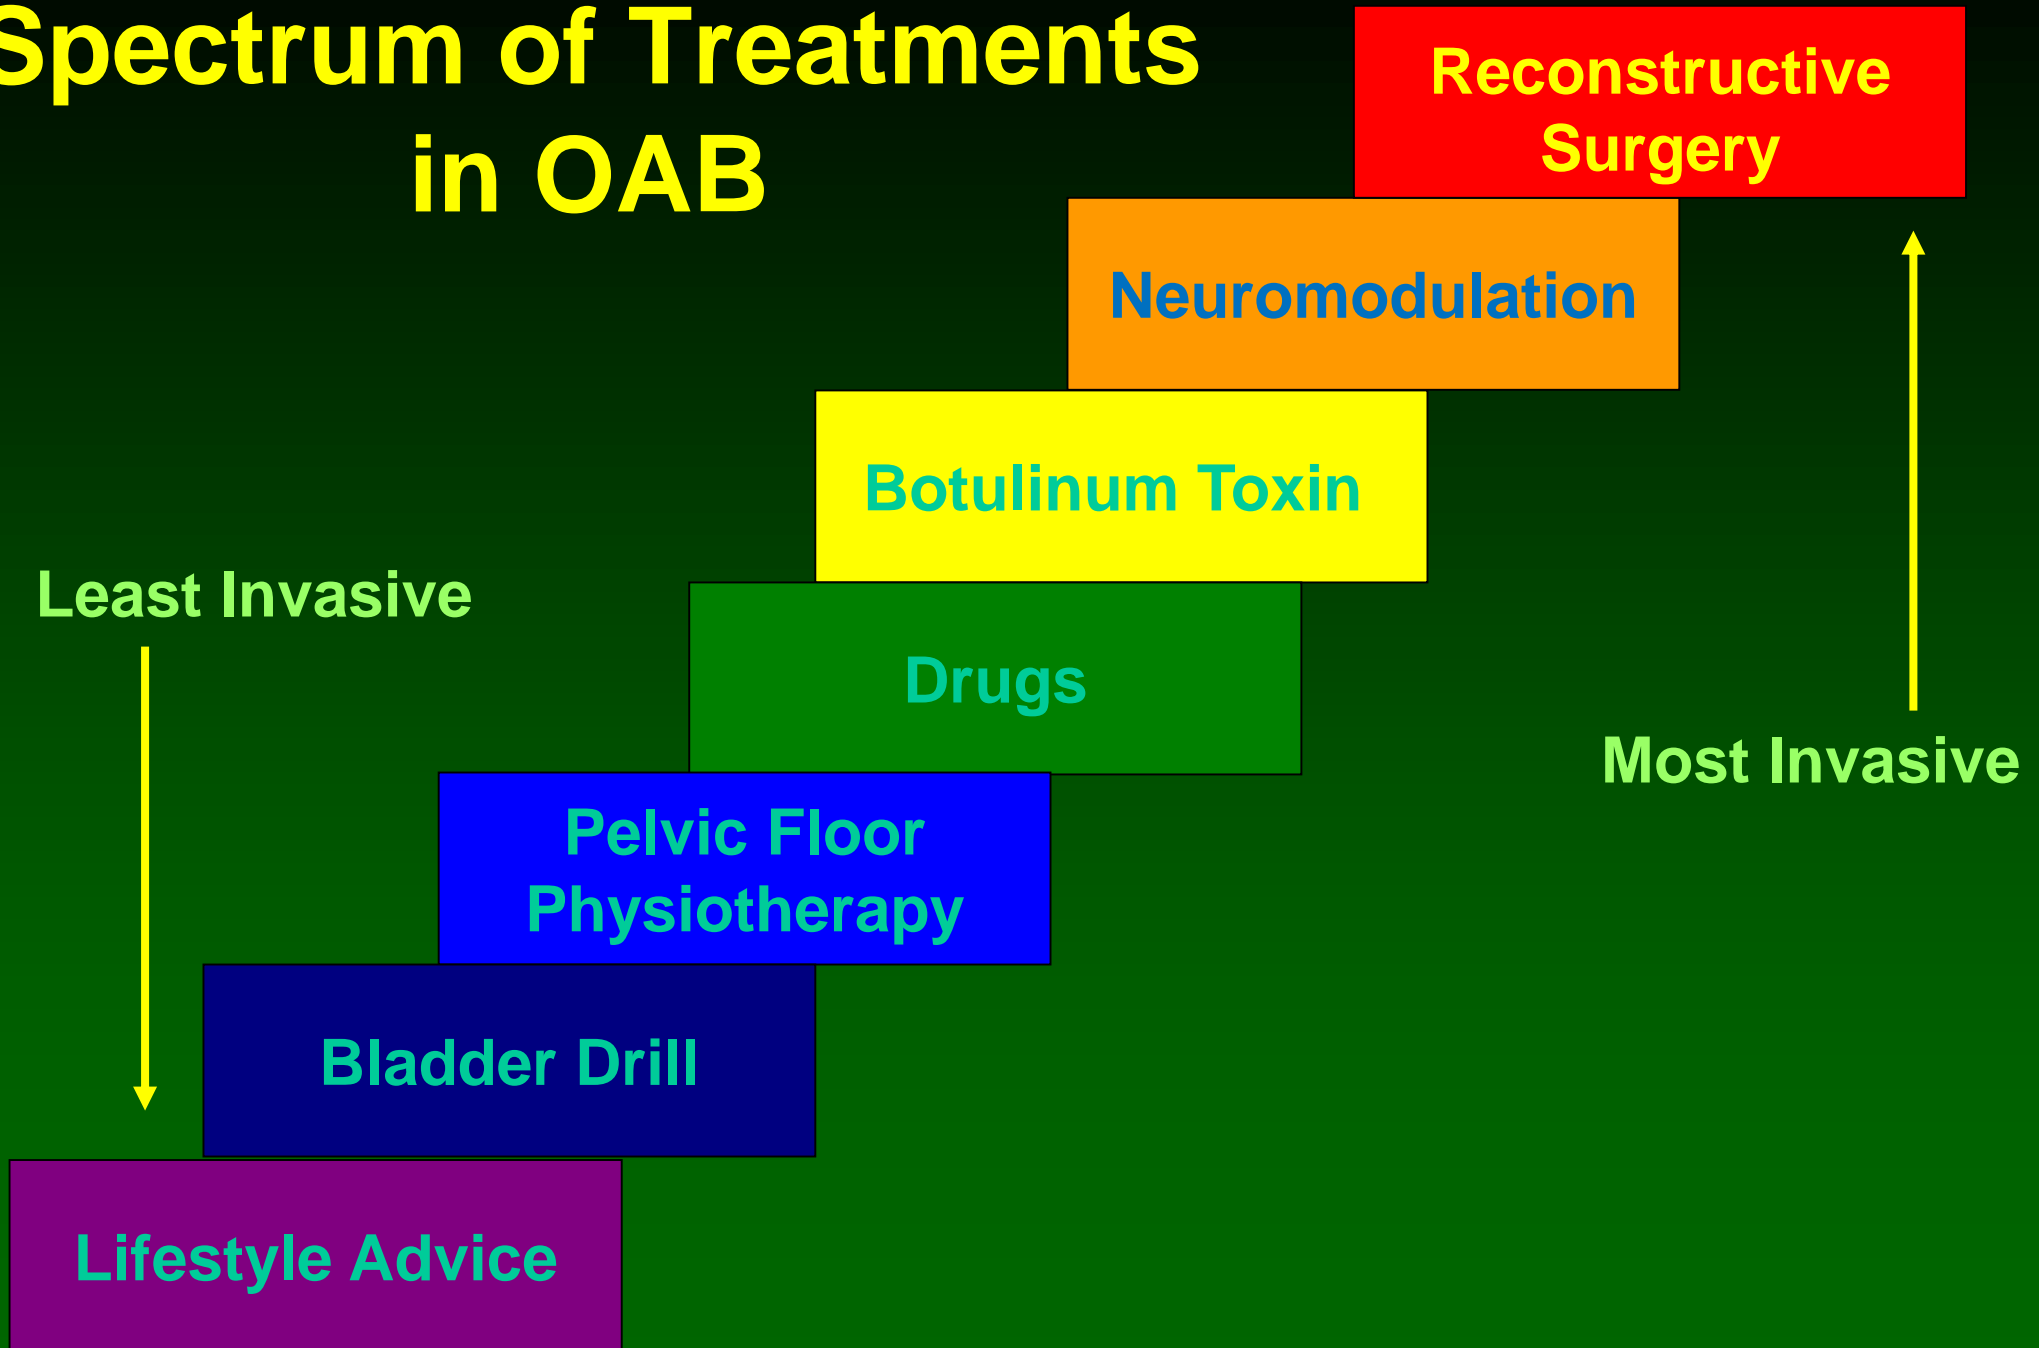 Spectrum of Treatments
in OAB
Reconstructive
Surgery
Neuromodulation
Botulinum Toxin
Least Invasive
Drugs
Most Invasive
Pelvic Floor
Physiotherapy
Bladder Drill
Lifestyle Advice